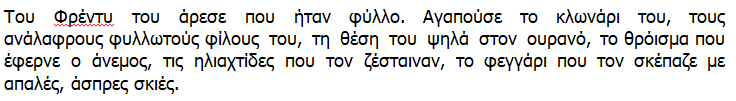 Του Φρέντυ του άρεσε που ήταν φύλλο. Αγαπούσε το κλωνάρι του, τους
ανάλαφρους φυλλωτούς φίλους του, τη θέση του ψηλά στον ουρανό, το θρόισμα που
έφερνε ο άνεμος, τις ηλιαχτίδες που τον ζέσταιναν, το φεγγάρι που τον σκέπαζε με
απαλές, άσπρες σκιές.